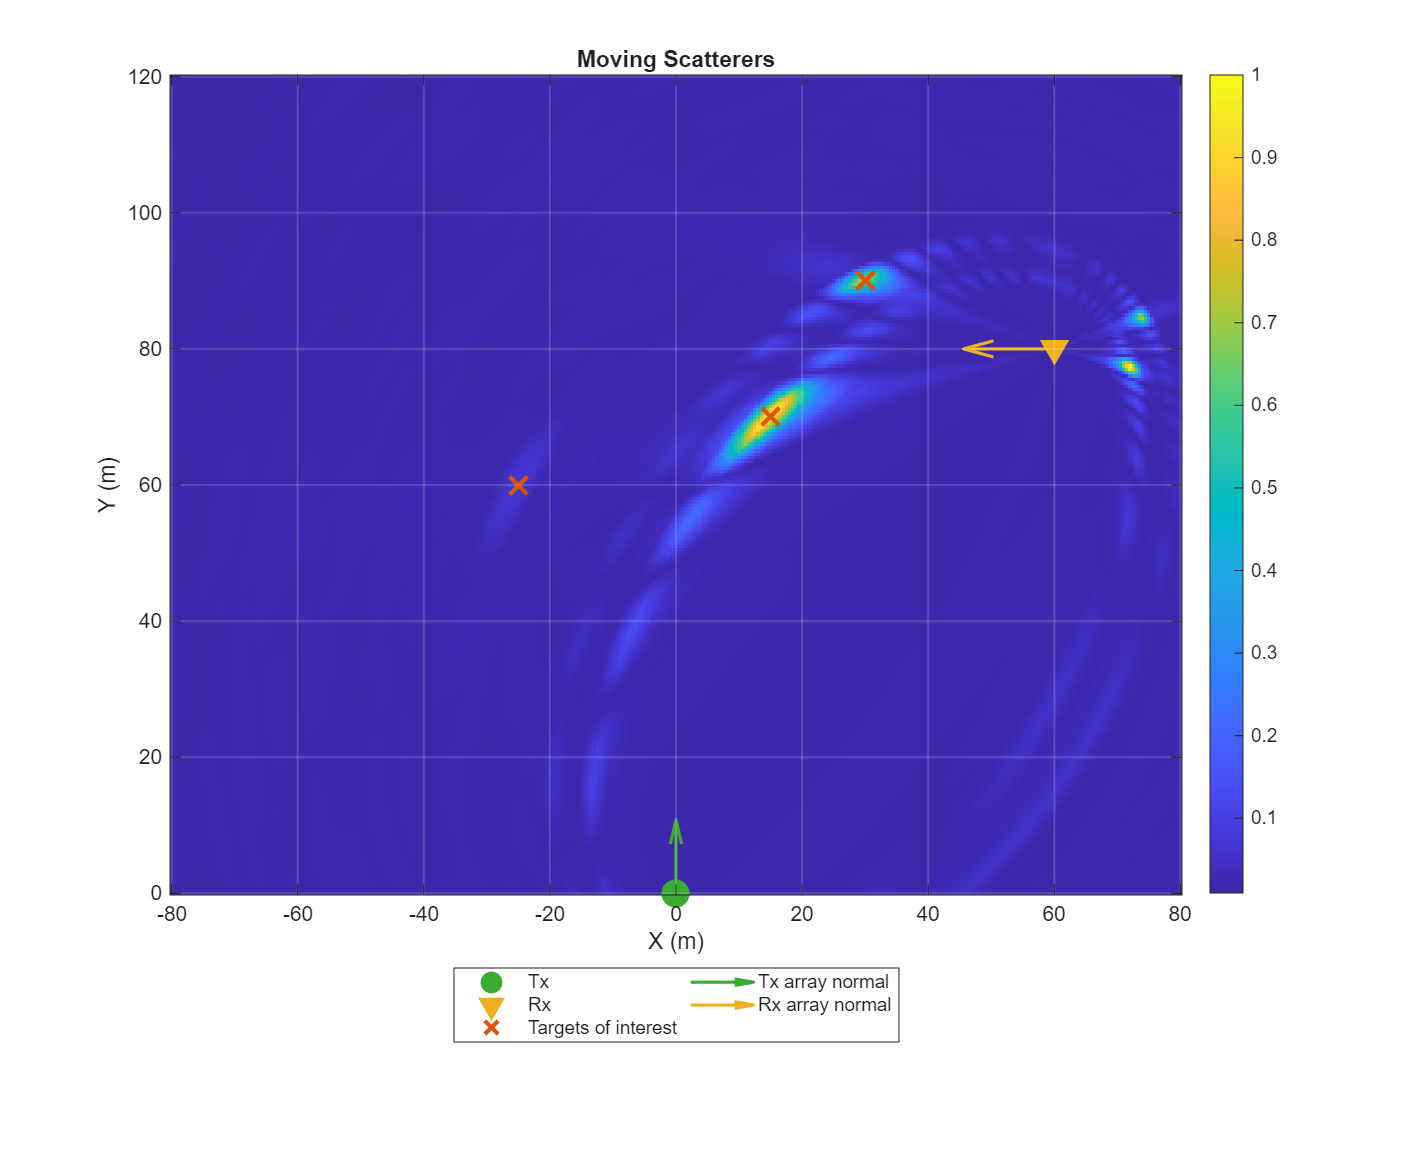 Moving Scatterers
120
100
80
60
40
20
0
Y (m)
-80 -60 -40 -20 0 20 40 60 80
X (m)
1
0.9
0.8
0.7
0.6
0.5
0.4
0.3
0.2
0.1
Tx Tx array normal
Rx Rx array normal
Targets of interest